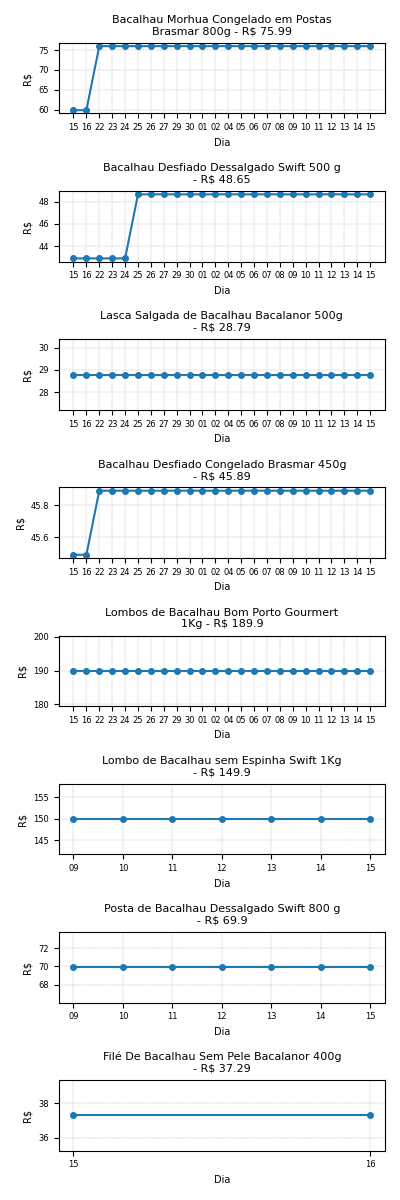 Bacalhau Morhua Congelado em Postas
Brasmar 800g - R$ 75.99
75
70
65
60
R$
15 16 22 23 24 25 26 27 29 30 01 02 04 05 06 07 08 09 10 11 12 13 14 15
Dia
Bacalhau Desfiado Dessalgado Swift 500 g
- R$ 48.65
48
46
44
R$
15 16 22 23 24 25 26 27 29 30 01 02 04 05 06 07 08 09 10 11 12 13 14 15
Dia
Lasca Salgada de Bacalhau Bacalanor 500g
- R$ 28.79
30
29
28
R$
15 16 22 23 24 25 26 27 29 30 01 02 04 05 06 07 08 09 10 11 12 13 14 15
Dia
Bacalhau Desfiado Congelado Brasmar 450g
- R$ 45.89
45.8
45.6
R$
15 16 22 23 24 25 26 27 29 30 01 02 04 05 06 07 08 09 10 11 12 13 14 15
Dia
Lombos de Bacalhau Bom Porto Gourmert
1Kg - R$ 189.9
200
190
180
R$
15 16 22 23 24 25 26 27 29 30 01 02 04 05 06 07 08 09 10 11 12 13 14 15
Dia
Lombo de Bacalhau sem Espinha Swift 1Kg
- R$ 149.9
155
150
145
R$
09 10 11 12 13 14 15
Dia
Posta de Bacalhau Dessalgado Swift 800 g
- R$ 69.9
72
70
68
R$
09 10 11 12 13 14 15
Dia
Filé De Bacalhau Sem Pele Bacalanor 400g
- R$ 37.29
38
36
R$
15 16
Dia